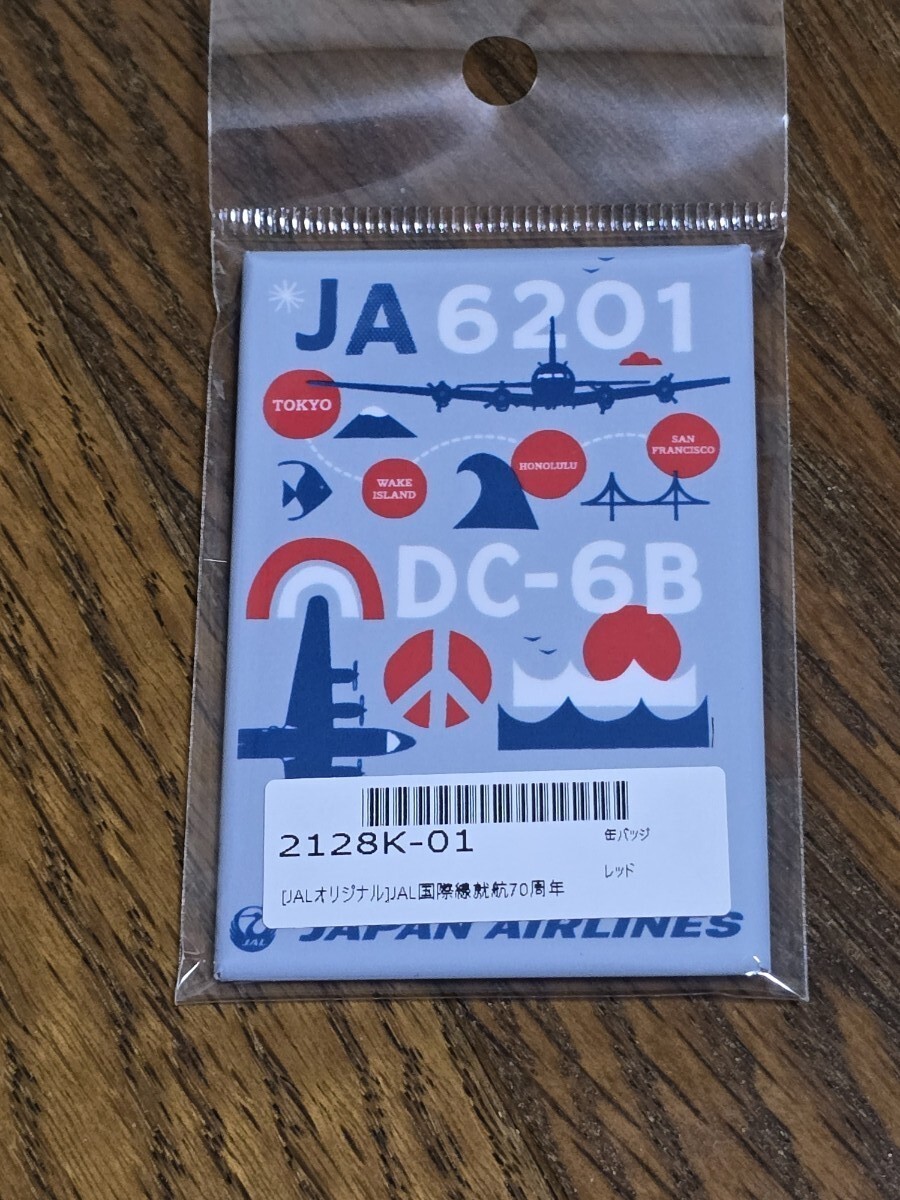 JA 6201
TOKYO
SAN
FRANCISCO
HONOLULU
WAKE
ISLAND
DC-6B
2128K-01
缶バッジ
レッド
[JALオリジナル]JAL国際線就航70周年
JAL
JAPAN AIRLINES